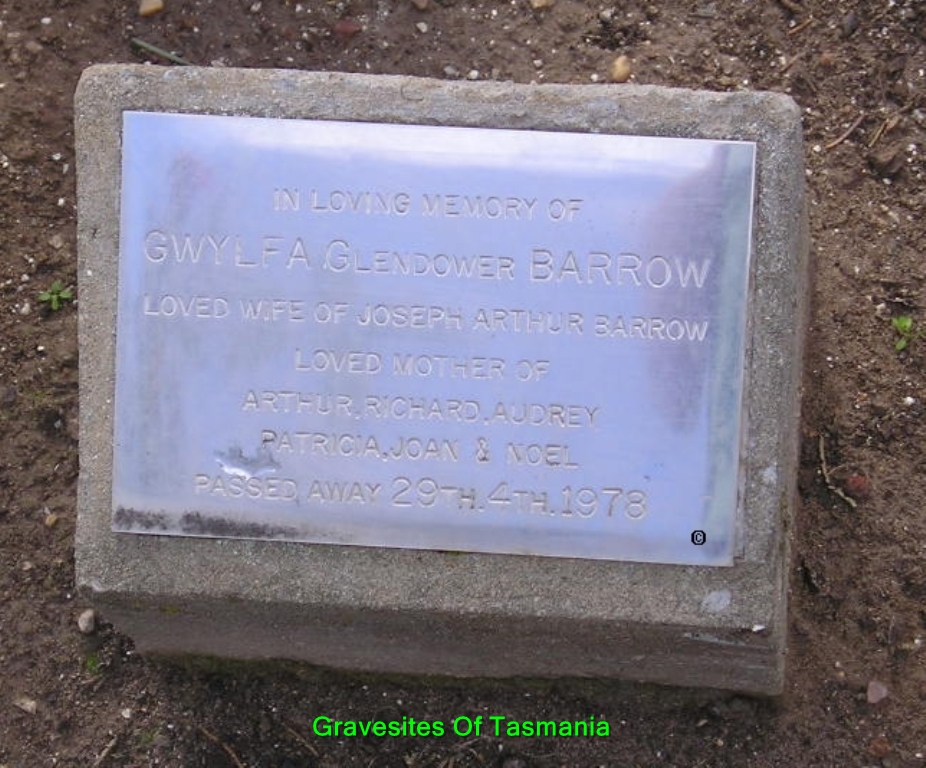 IN LOVING MEMORY OF
GWYLFA GLENDOWER BARROW
LOVED WIFE OF JOSEPH ARTHUR BARROW
LOVED MOTHER OF
ARTHUR, RICHARD, AUDREY
PATRICIA, JOAN & NOEL
PASSED AWAY 29TH. 4TH. 1978
©
Gravesites Of Tasmania